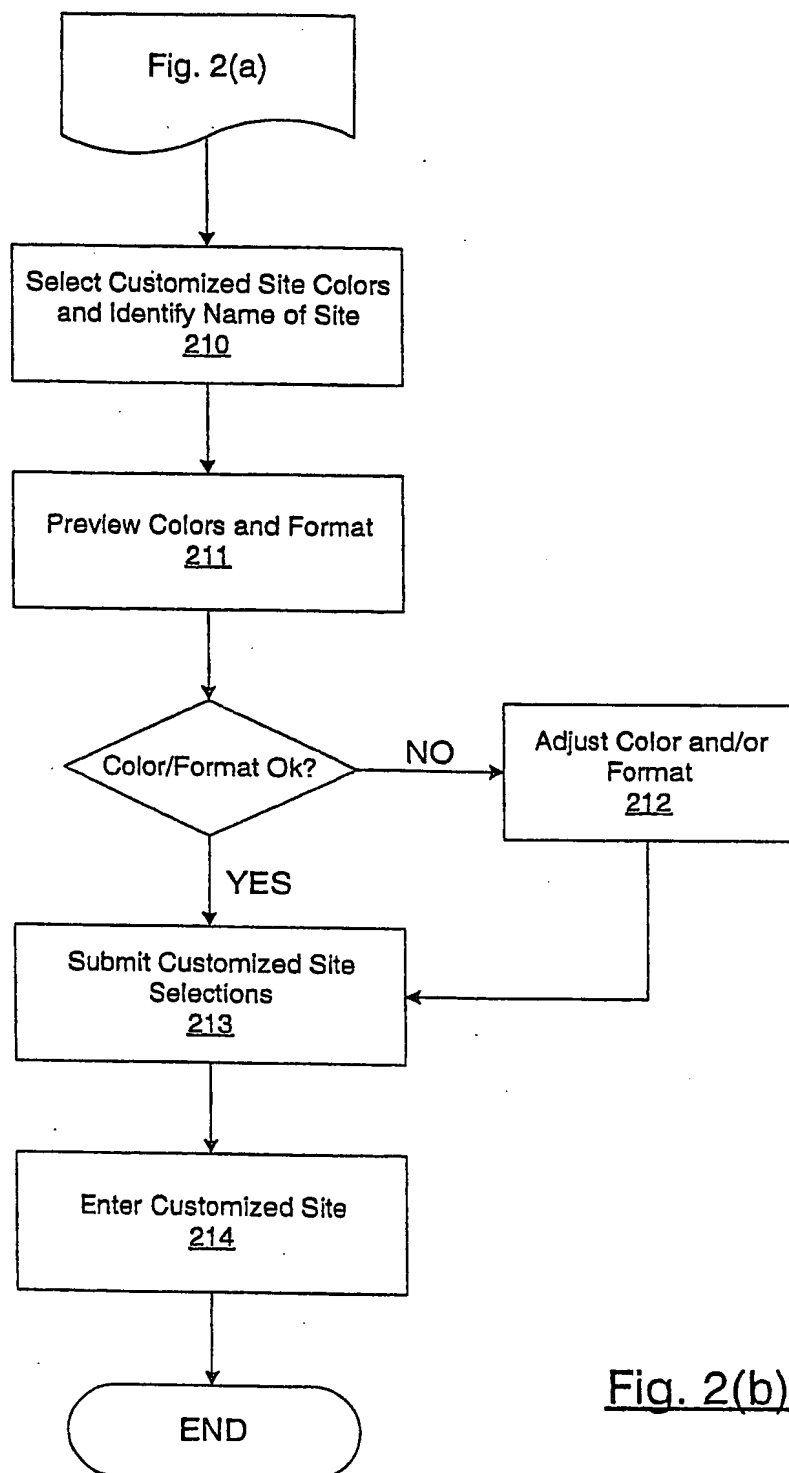 Fig. 2(a)
Select Customized Site Colors
and Identify Name of Site
210
Preview Colors and Format
211
Color/Format Ok?
NO
Adjust Color and/or
Format
212
YES
Submit Customized Site
Selections
213
Enter Customized Site
214
END
Fig. 2(b)